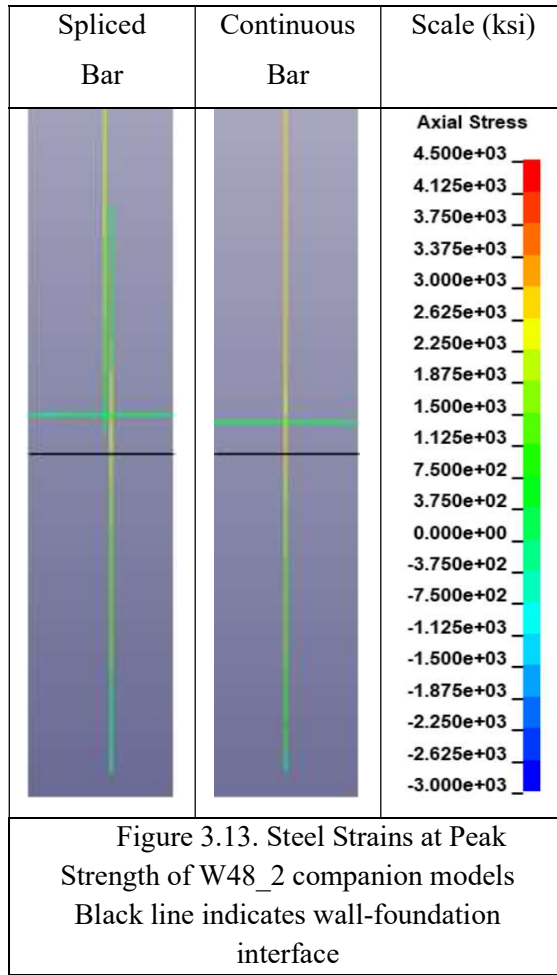 Spliced
Bar
Continuous
Bar
Scale (ksi)
Axial Stress
4.500e+03
4.125e+03
3.750e+03
3.375e+03
3.000e+03
2.625e+03
2.250e+03
1.875e+03
1.500e+03
1.125e+03
7.500e+02
3.750e+02
0.000e+00
-3.750e+02
-7.500e+02
-1.125e+03
-1.500e+03
-1.875e+03
-2.250e+03
-2.625e+03
-3.000e+03
Figure 3.13. Steel Strains at Peak
Strength of W48_2 companion models
Black line indicates wall-foundation
interface